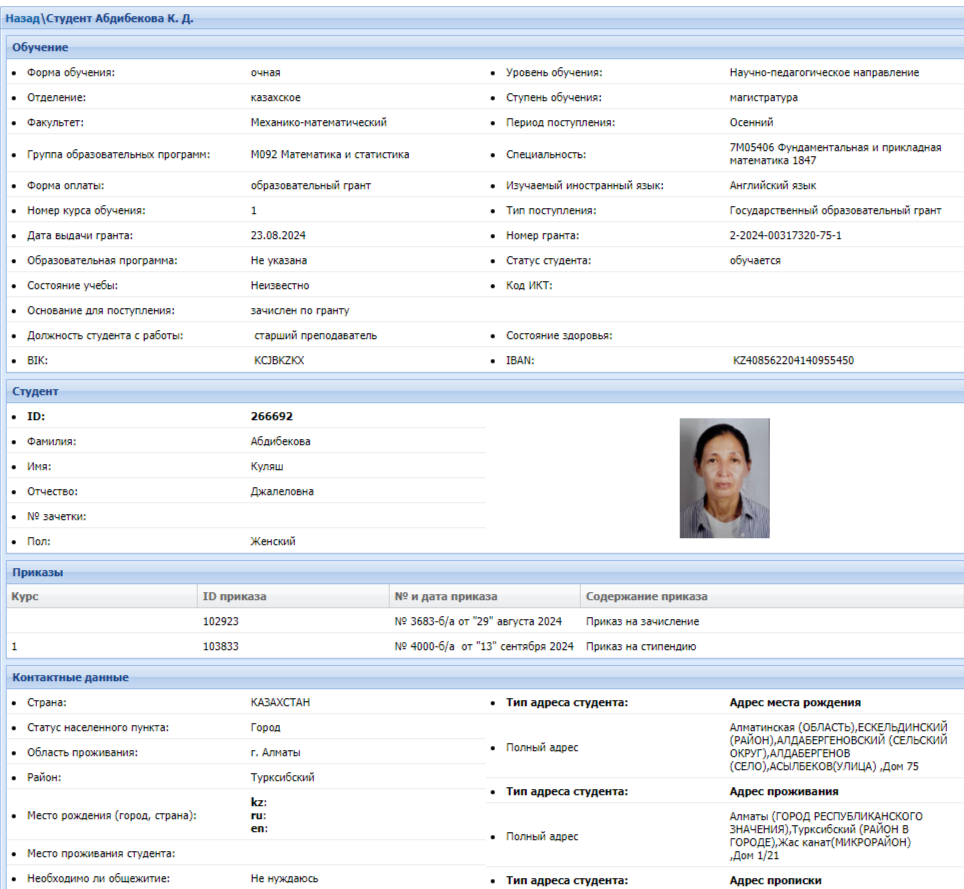 Назад\Студент Абдибекова К. Д.
Обучение
Форма обучения: очная
Уровень обучения: Научно-педагогическое направление
Отделение: казахское
Ступень обучения: магистратура
Факультет: Механико-математический
Период поступления: Осенний
Группа образовательных программ: M092 Математика и статистика
Специальность: 7M05406 Фундаментальная и прикладная
математика 1847
Форма оплаты: образовательный грант
Изучаемый иностранный язык: Английский язык
Номер курса обучения: 1
Тип поступления: Государственный образовательный грант
Дата выдачи гранта: 23.08.2024
Номер гранта: 2-2024-00317320-75-1
Образовательная программа: Не указана
Статус студента: обучается
Состояние учебы: Неизвестно
Код ИКТ:
Основание для поступления: зачислен по гранту
Должность студента с работы: старший преподаватель
Состояние здоровья:
BIK: KCJBKZKX
IBAN: KZ408562204140955450
Студент
ID: 266692
Фамилия: Абдибекова
Имя: Куляш
Отчество: Джалеловна
№ зачетки:
Пол: Женский
Приказы
Курс ID приказа № и дата приказа Содержание приказа
102923 № 3683-б/а от "29" августа 2024 Приказ на зачисление
1 103833 № 4000-б/а от "13" сентября 2024 Приказ на стипендию
Контактные данные
Страна: КАЗАХСТАН
Статус населенного пункта: Город
Область проживания: г. Алматы
Район: Турксибский
Место рождения (город, страна): kz:
ru:
en:
Место проживания студента:
Необходимо ли общежитие: Не нуждаюсь
Тип адреса студента: Адрес места рождения
Полный адрес Алматинская (ОБЛАСТЬ),ЕСКЕЛЬДИНСКИЙ
(РАЙОН),АЛДАБЕРГЕНОВСКИЙ (СЕЛЬСКИЙ
ОКРУГ),АЛДАБЕРГЕНОВ
(СЕЛО),АСЫЛБЕКОВ(УЛИЦА) ,Дом 75
Тип адреса студента: Адрес проживания
Полный адрес Алматы (ГОРОД РЕСПУБЛИКАНСКОГО
ЗНАЧЕНИЯ),Турксибский (РАЙОН В
ГОРОДЕ),Жас канат(МИКРОРАЙОН)
,Дом 1/21
Тип адреса студента: Адрес прописки